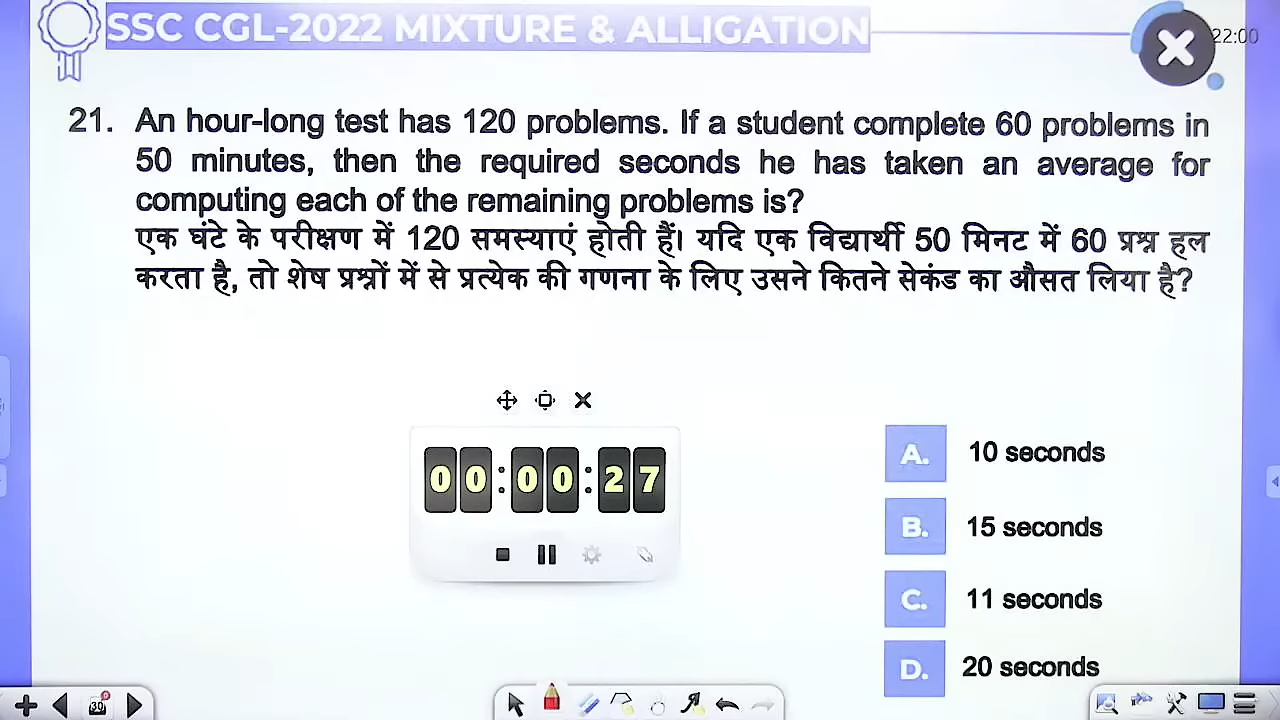 SSC CGL-2022 MIXTURE & ALLIGATION
22:00
21. An hour-long test has 120 problems. If a student complete 60 problems in
50 minutes, then the required seconds he has taken an average for
computing each of the remaining problems is?
एक घंटे के परीक्षण में 120 समस्याएं होती हैं। यदि एक विद्यार्थी 50 मिनट में 60 प्रश्न हल
करता है, तो शेष प्रश्नों में से प्रत्येक की गणना के लिए उसने कितने सेकंड का औसत लिया है?
00:00:27
A. 10 seconds
B. 15 seconds
C. 11 seconds
D. 20 seconds